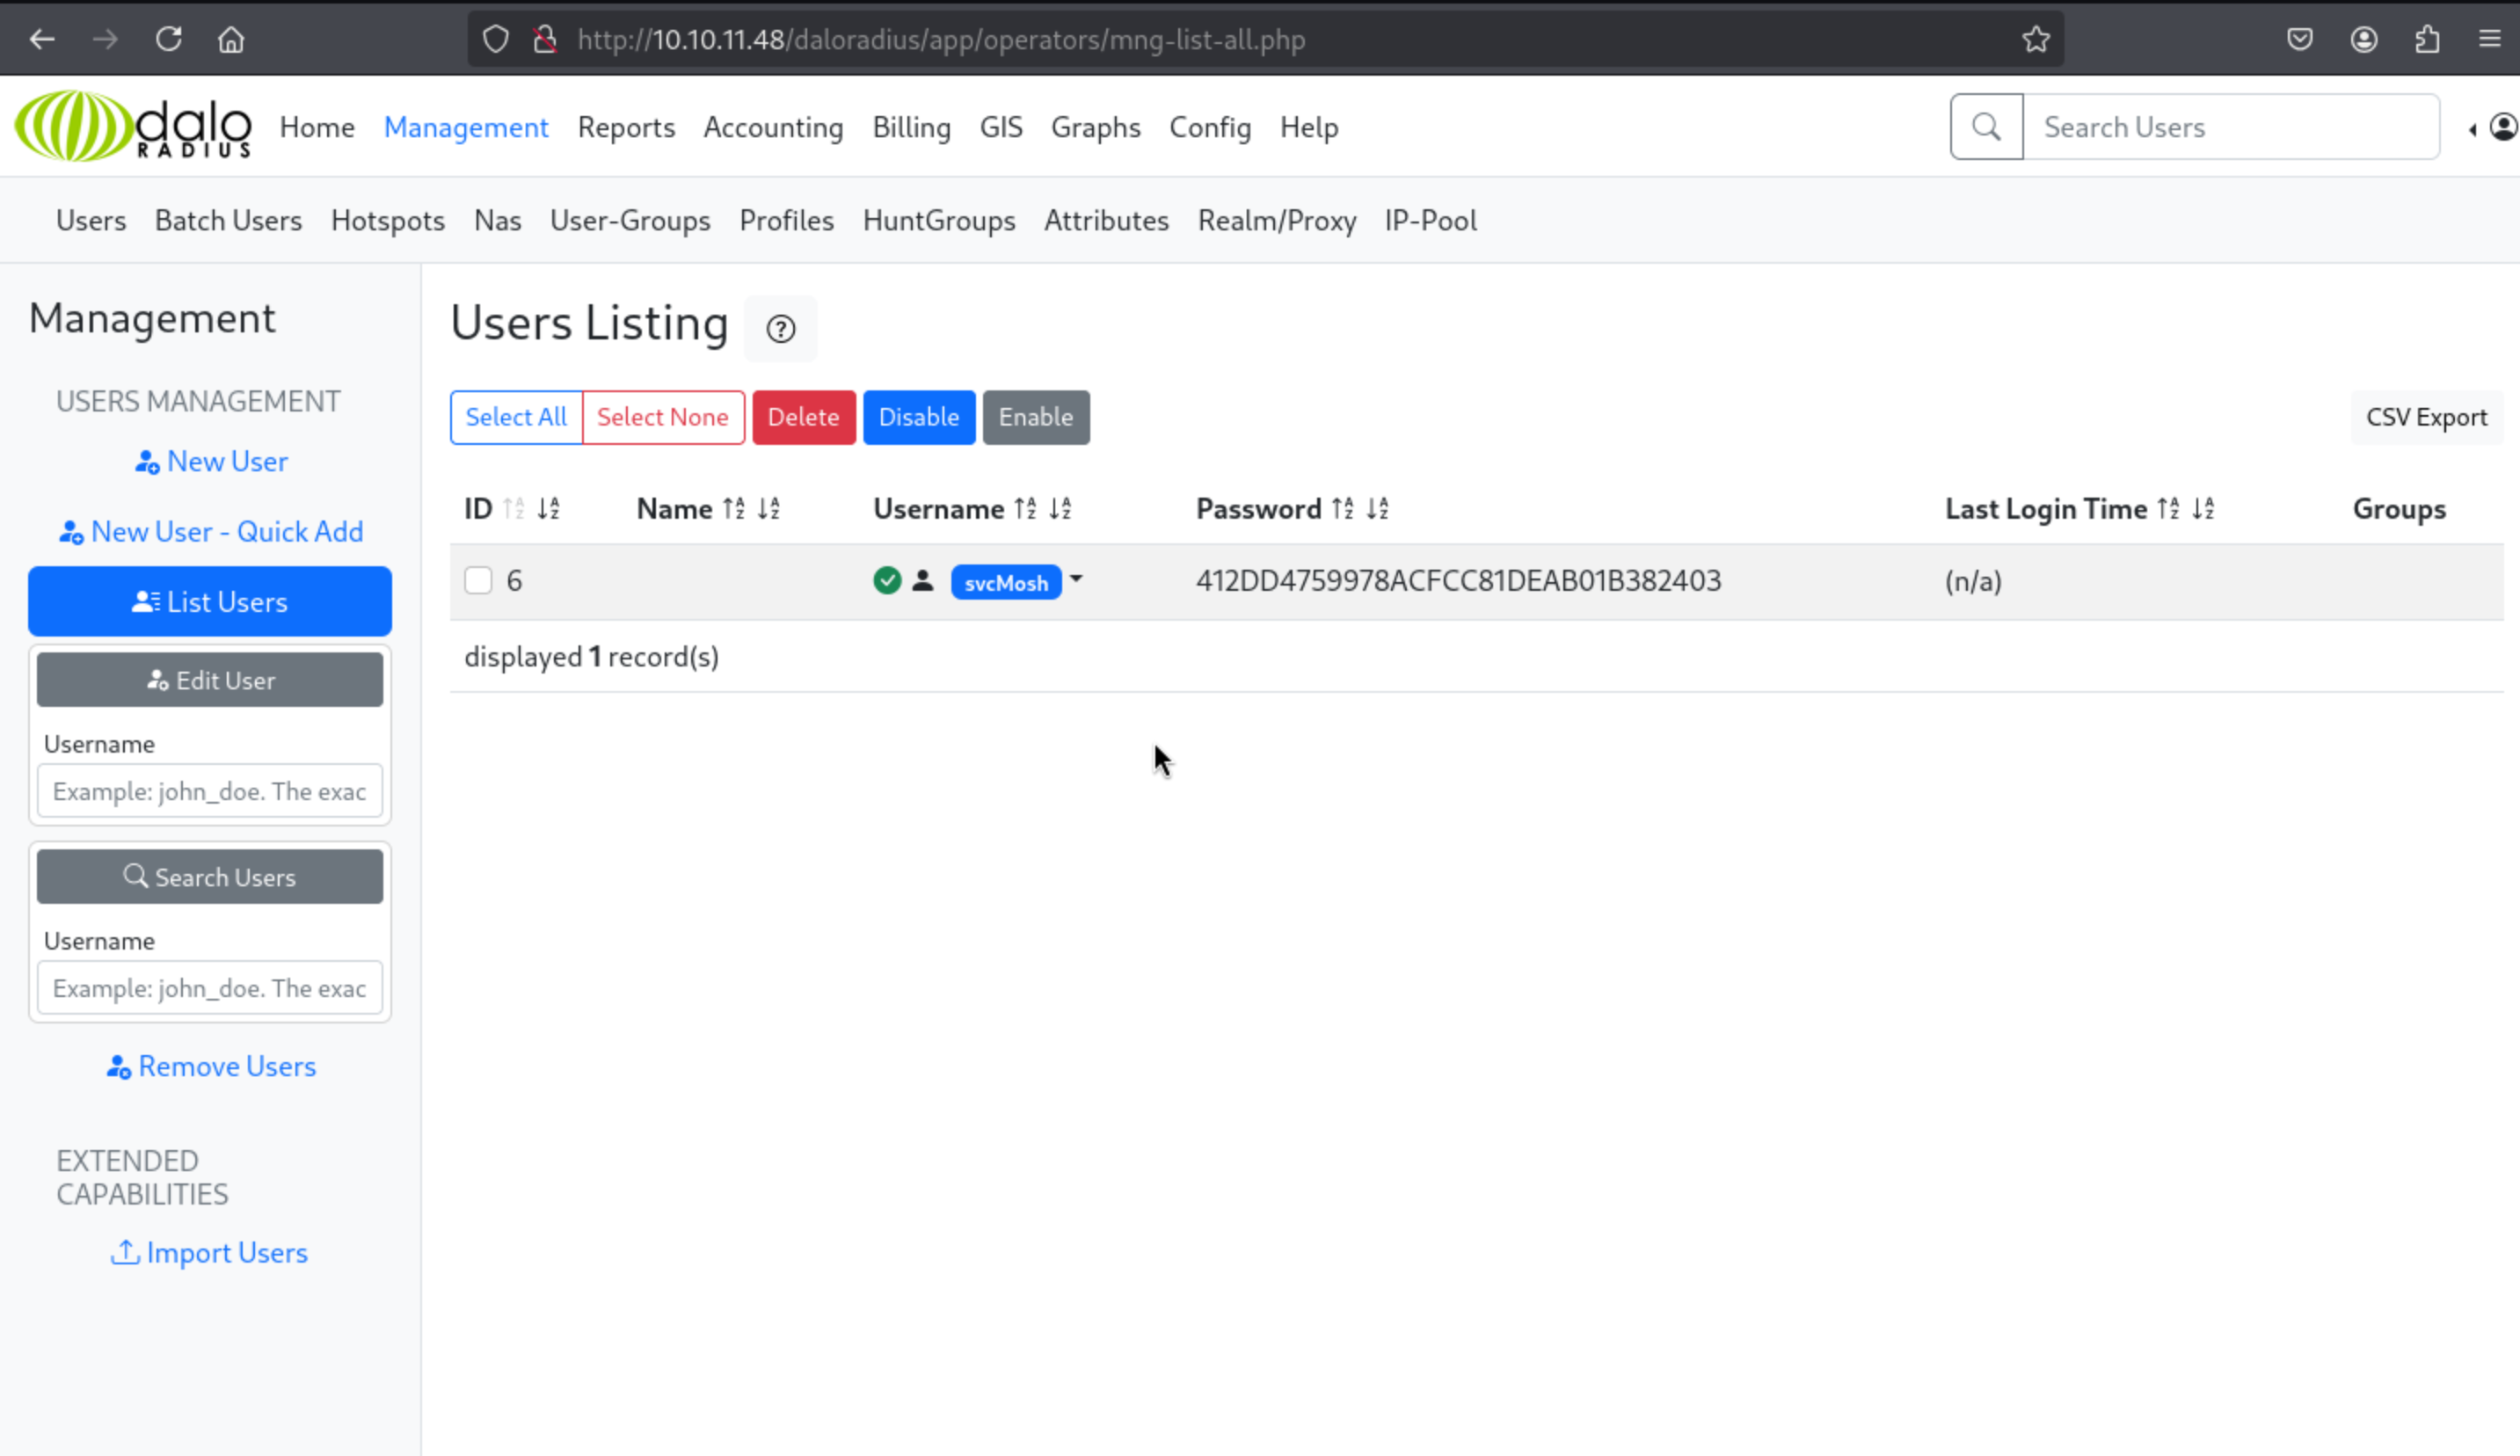 http://10.10.11.48/daloradius/app/operators/mng-list-all.php
dalo RADIUS Home Management Reports Accounting Billing GIS Graphs Config Help Search Users
Users Batch Users Hotspots Nas User-Groups Profiles HuntGroups Attributes Realm/Proxy IP-Pool
Management
USERS MANAGEMENT
New User
New User - Quick Add
List Users
Edit User
Username
Example: john_doe. The exac
Search Users
Username
Example: john_doe. The exac
Remove Users
EXTENDED
CAPABILITIES
Import Users
Users Listing
Select All Select None Delete Disable Enable CSV Export
ID Name Username Password Last Login Time Groups
6 svcMosh 412DD4759978ACFCC81DEAB01B382403 (n/a)
displayed 1 record(s)